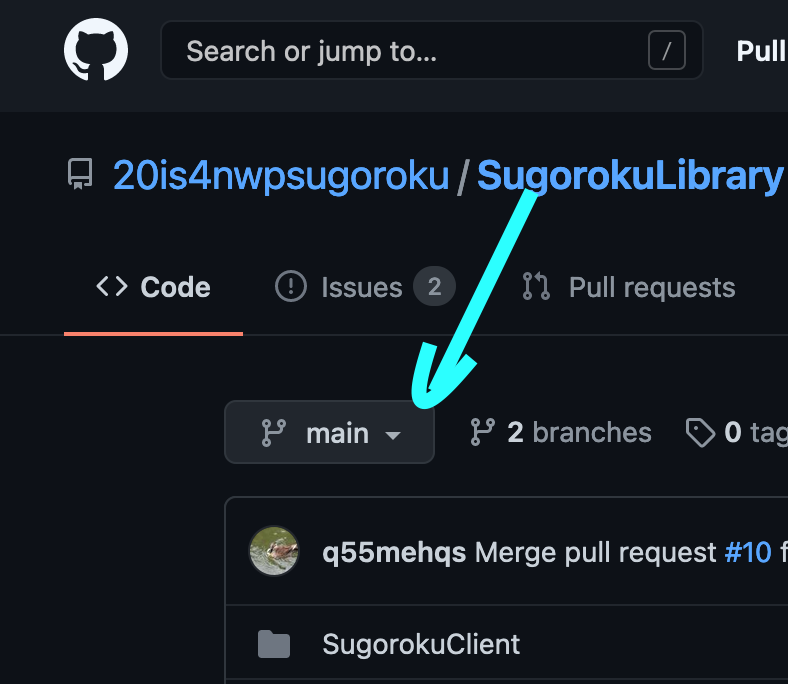 Search or jump to... / Pull
20is4nwpsugoroku / SugorokuLibrary
<> Code Issues 2 Pull requests
main 2 branches 0 tag
q55mehqs Merge pull request #10 f
SugorokuClient